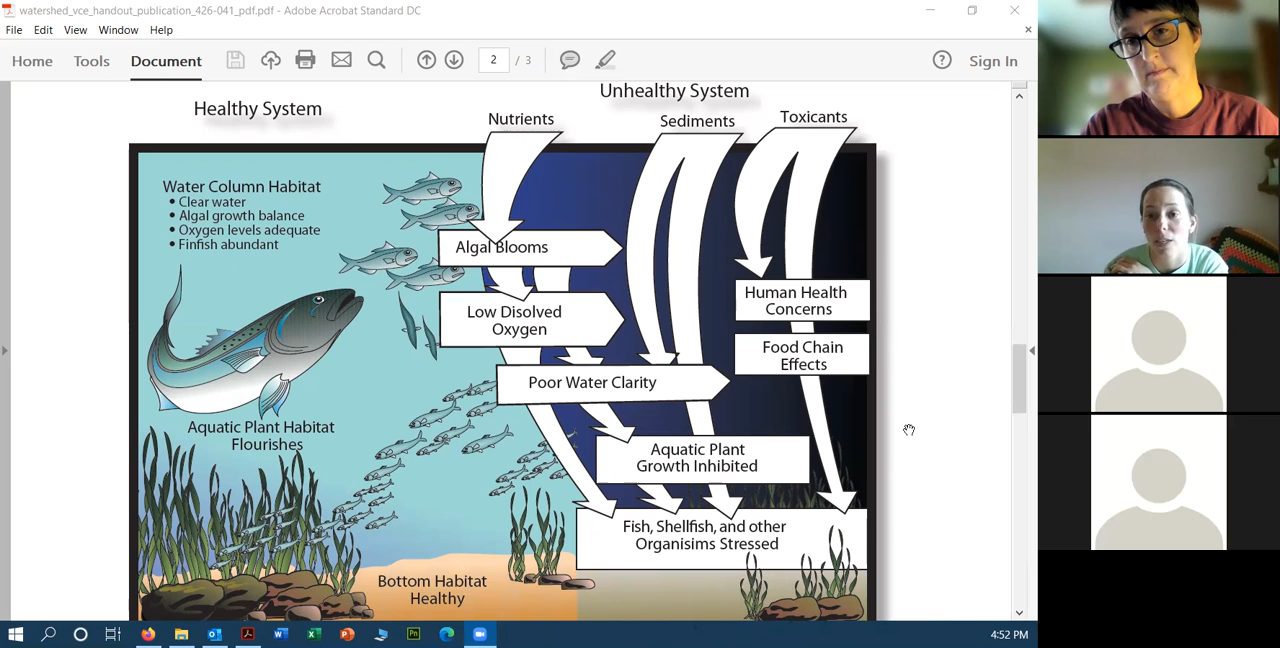 watershed_vce_handout_publication_426-041_pdf.pdf - Adobe Acrobat Standard DC
File Edit View Window Help
Home Tools Document 2 / 3 Sign In
Healthy System
Unhealthy System
Nutrients
Sediments
Toxicants
Water Column Habitat
• Clear water
• Algal growth balance
• Oxygen levels adequate
• Finfish abundant
Algal Blooms
Low Disolved
Oxygen
Human Health
Concerns
Food Chain
Effects
Poor Water Clarity
Aquatic Plant Habitat
Flourishes
Aquatic Plant
Growth Inhibited
Fish, Shellfish, and other
Organisims Stressed
Bottom Habitat
Healthy
4:52 PM